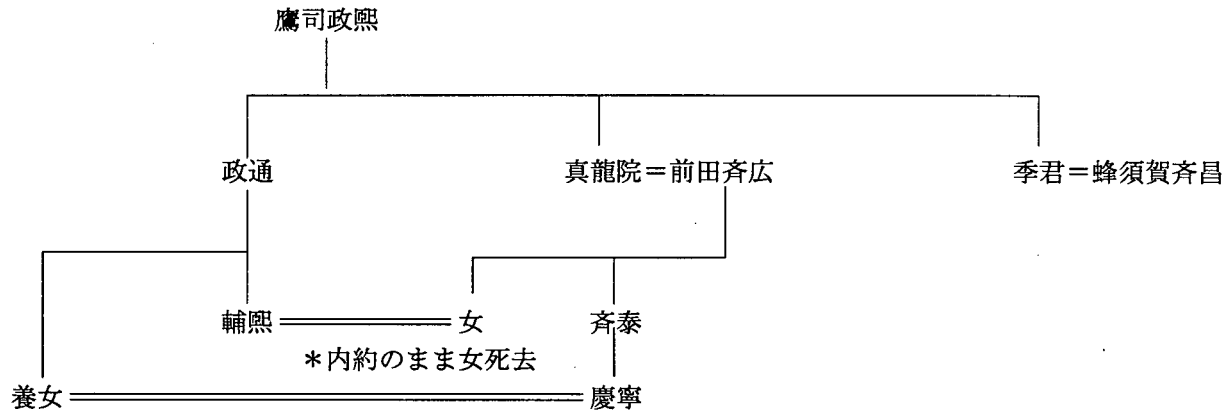 鷹司政熙
政通 真龍院＝前田斉広 季君＝蜂須賀斉昌
輔熙 女 斉泰
＊内約のまま女死去
養女 慶寧